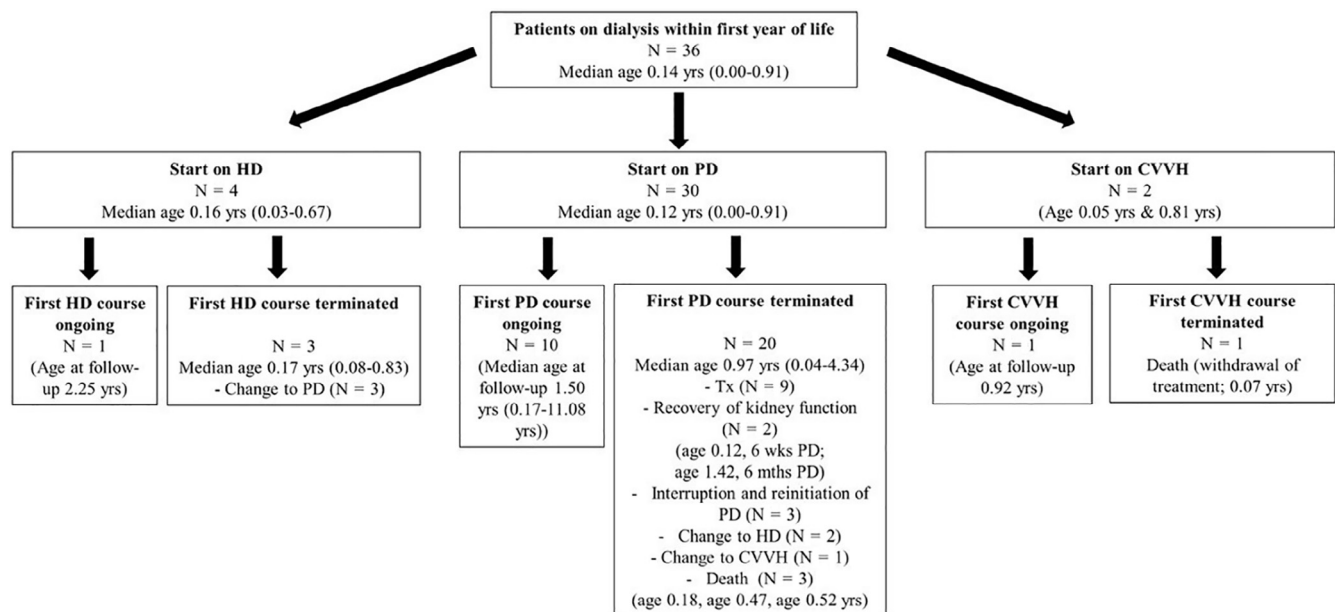 Patients on dialysis within first year of life
N = 36
Median age 0.14 yrs (0.00-0.91)
Start on HD
N = 4
Median age 0.16 yrs (0.03-0.67)
Start on PD
N = 30
Median age 0.12 yrs (0.00-0.91)
Start on CVVH
N = 2
(Age 0.05 yrs & 0.81 yrs)
First HD course
ongoing
N = 1
(Age at follow-
up 2.25 yrs)
First HD course terminated
N = 3
Median age 0.17 yrs (0.08-0.83)
- Change to PD (N = 3)
First PD course
ongoing
N = 10
(Median age at
follow-up 1.50
yrs (0.17-11.08
yrs))
First PD course terminated
N = 20
Median age 0.97 yrs (0.04-4.34)
- Tx (N = 9)
- Recovery of kidney function
(N = 2)
(age 0.12, 6 wks PD;
age 1.42, 6 mths PD)
- Interruption and reinitiation of
PD (N = 3)
- Change to HD (N = 2)
- Change to CVVH (N = 1)
- Death (N = 3)
(age 0.18, age 0.47, age 0.52 yrs)
First CVVH
course ongoing
N = 1
(Age at follow-up
0.92 yrs)
First CVVH course
terminated
N = 1
Death (withdrawal of
treatment; 0.07 yrs)